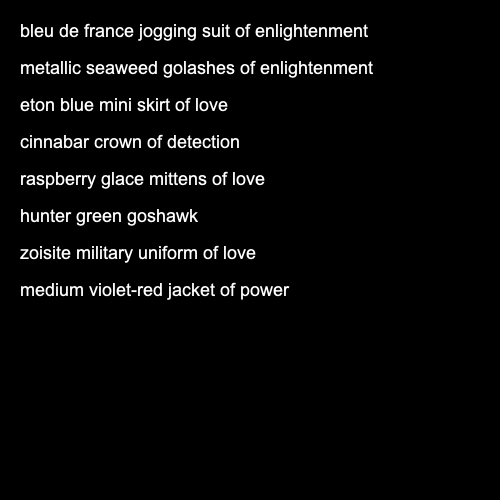 bleu de france jogging suit of enlightenment
metallic seaweed golashes of enlightenment
eton blue mini skirt of love
cinnabar crown of detection
raspberry glace mittens of love
hunter green goshawk
zoisite military uniform of love
medium violet-red jacket of power